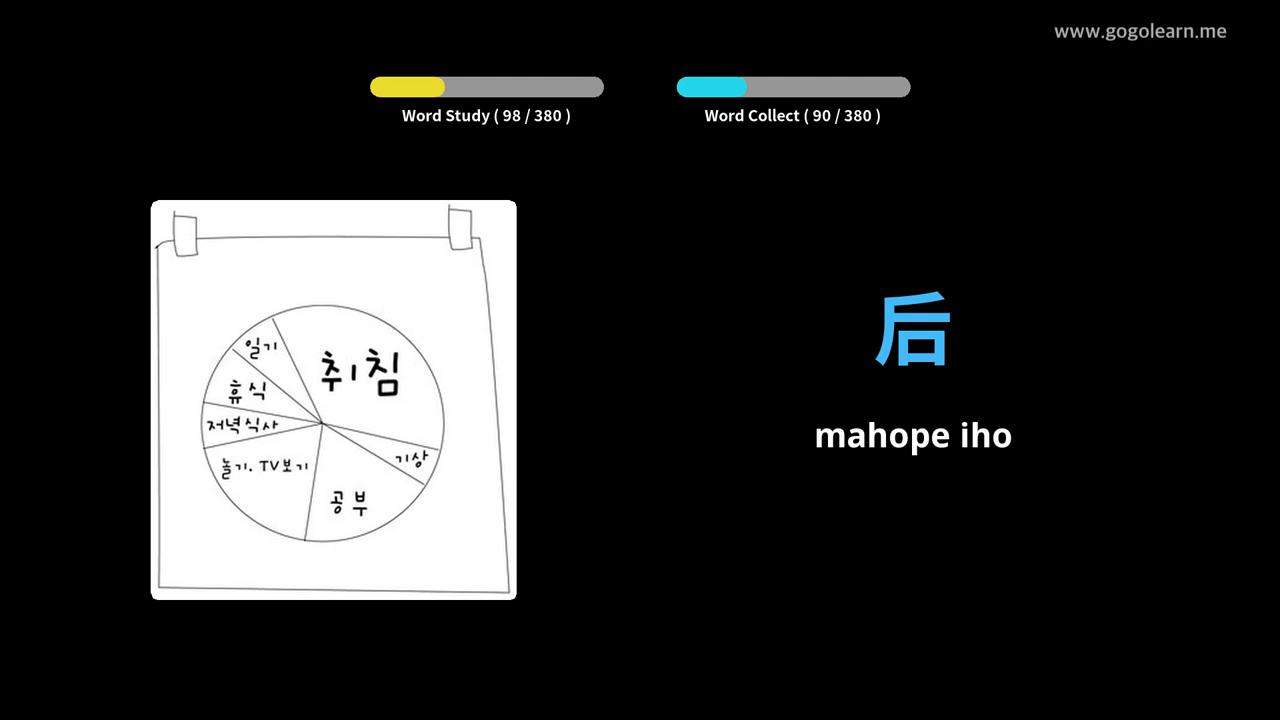 www.gogolearn.me
Word Study ( 98 / 380 )
Word Collect ( 90 / 380 )
일기
취침
휴식
저녁식사
놀기. TV보기
기상
공부
后
mahope iho